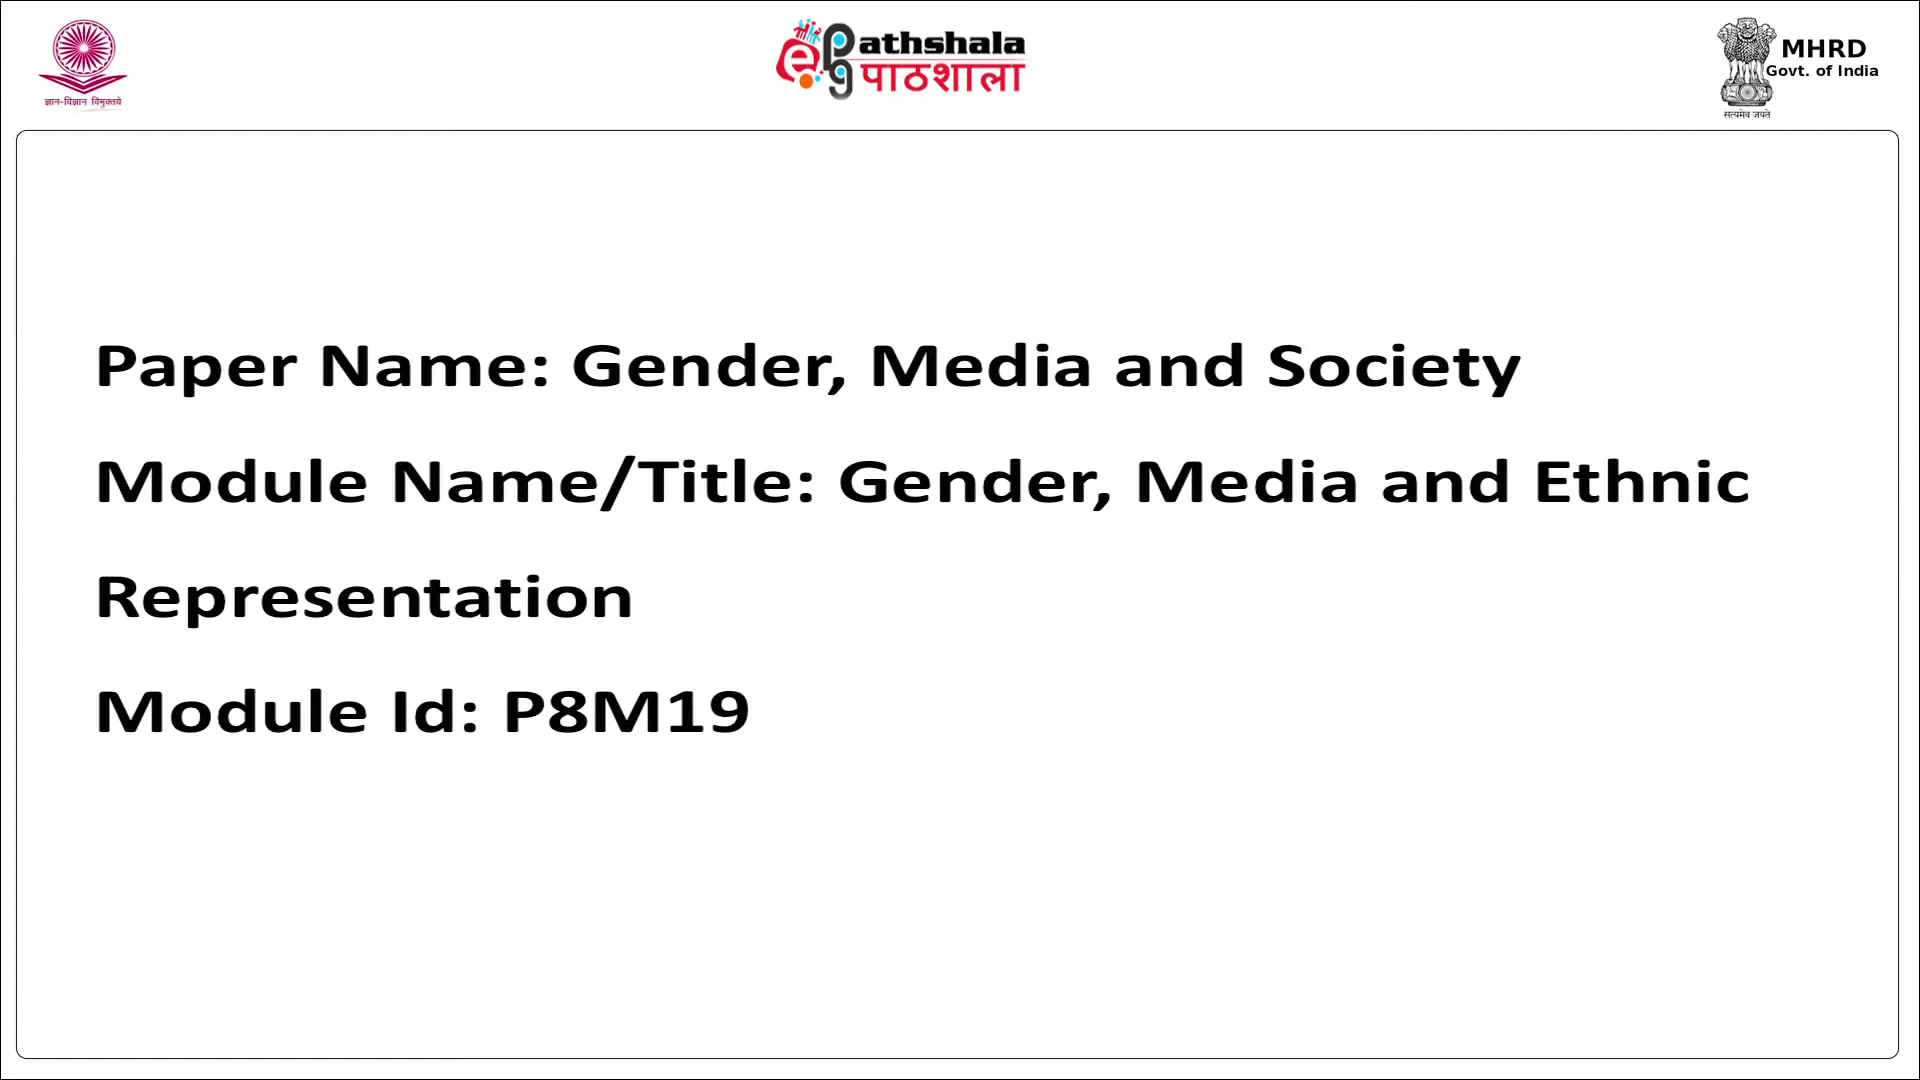 ज्ञान-विज्ञान विमुक्तये
ePG athshala
पाठशाला
MHRD
Govt. of India
सत्यमेव जयते
Paper Name: Gender, Media and Society
Module Name/Title: Gender, Media and Ethnic
Representation
Module Id: P8M19